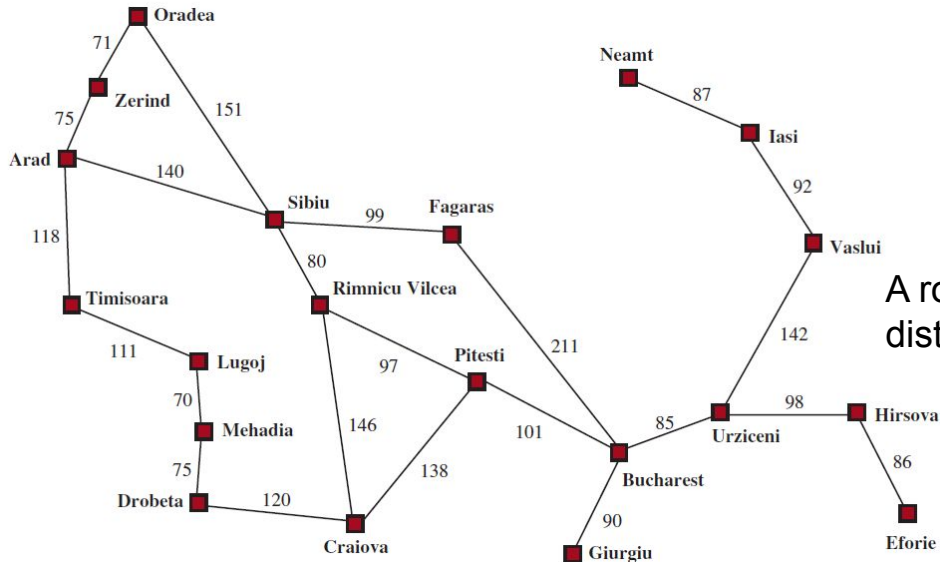 Oradea
71
Neamt
87
Zerind
151
75
Iasi
Arad
140
92
Sibiu
99
Fagaras
118
80
Vaslui
Timisoara
Rimnicu Vilcea
A ro
dist
111
Lugoj
97
Pitesti
211
142
70
Mehadia
146
101
85
98
Hirsova
Urziceni
75
138
86
Bucharest
Drobeta
120
90
Craiova
Giurgiu
Eforie